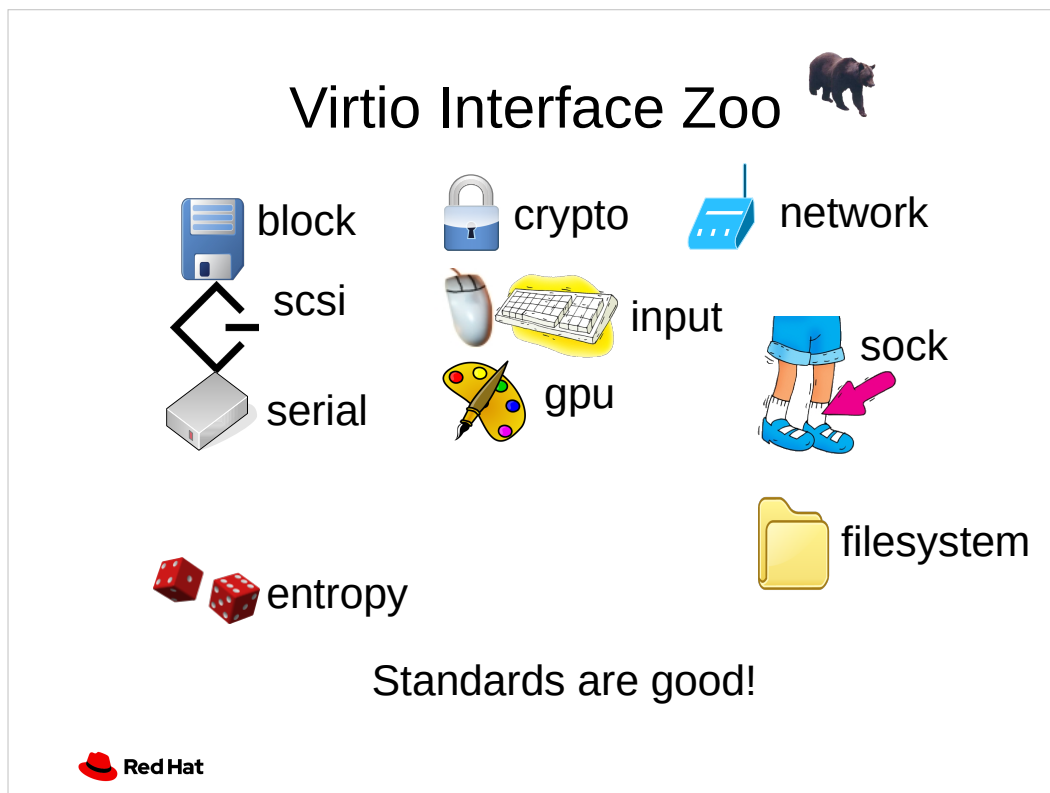 Virtio Interface Zoo
block
crypto
network
scsi
input
sock
serial
gpu
filesystem
entropy
Standards are good!
Red Hat